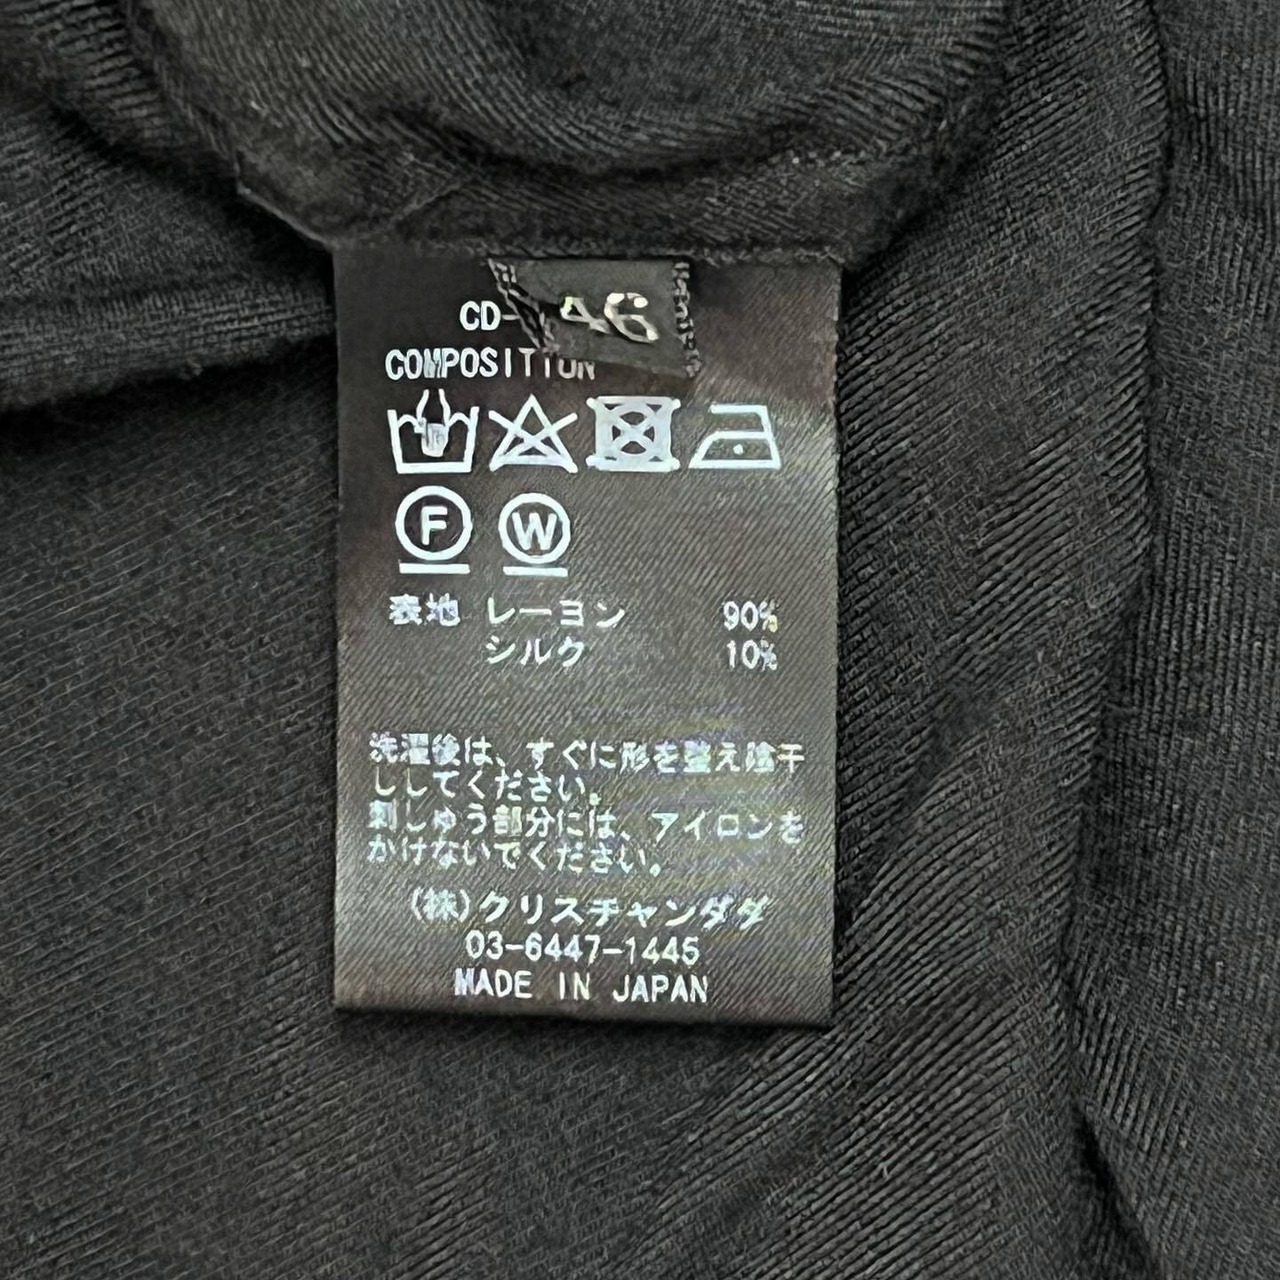 46
CD-
COMPOSITION
F W
表地 レーヨン 90%
シルク 10%
洗濯後は、すぐに形を整え陰干
ししてください。
刺しゅう部分には、アイロンを
かけないでください。
(株)クリスチャンダダ
03-6447-1445
MADE IN JAPAN